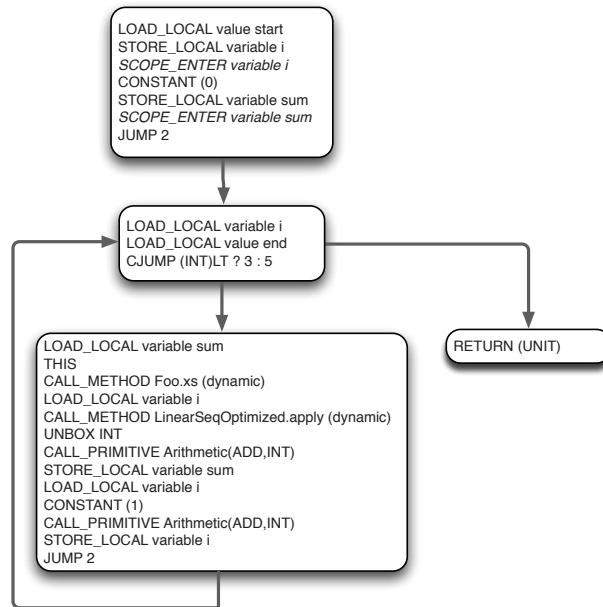 LOAD_LOCAL value start
STORE_LOCAL variable i
SCOPE_ENTER variable i
CONSTANT (0)
STORE_LOCAL variable sum
SCOPE_ENTER variable sum
JUMP 2
LOAD_LOCAL variable i
LOAD_LOCAL value end
CJUMP (INT)LT ? 3 : 5
LOAD_LOCAL variable sum
THIS
CALL_METHOD Foo.xs (dynamic)
LOAD_LOCAL variable i
CALL_METHOD LinearSeqOptimized.apply (dynamic)
UNBOX INT
CALL_PRIMITIVE Arithmetic(ADD,INT)
STORE_LOCAL variable sum
LOAD_LOCAL variable i
CONSTANT (1)
CALL_PRIMITIVE Arithmetic(ADD,INT)
STORE_LOCAL variable i
JUMP 2
RETURN (UNIT)